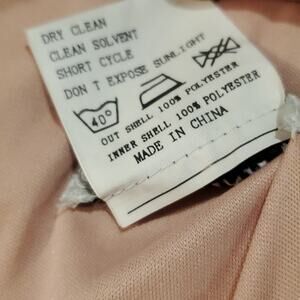 DRY CLEAN
CLEAN SOLVENT
SHORT CYCLE
DON T EXPOSE SUNLIGHT
40°
OUT SHELL 100% POLYESTER
INNER SHELL 100% POLYESTER
MADE IN CHINA